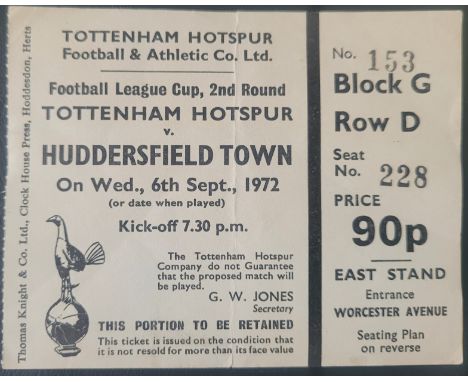 Thomas Knight & Co. Ltd., Clock House Press, Hoddesdon, Herts
TOTTENHAM HOTSPUR
Football & Athletic Co. Ltd.
Football League Cup, 2nd Round
TOTTENHAM HOTSPUR
v.
HUDDERSFIELD TOWN
On Wed., 6th Sept., 1972
(or date when played)
Kick-off 7.30 p.m.
The Tottenham Hotspur
Company do not Guarantee
that the proposed match will
be played.
G. W. JONES
Secretary
THIS PORTION TO BE RETAINED
This ticket is issued on the condition that
it is not resold for more than its face value
No. 153
Block G
Row D
Seat
No. 228
PRICE
90p
EAST STAND
Entrance
WORCESTER AVENUE
Seating Plan
on reverse